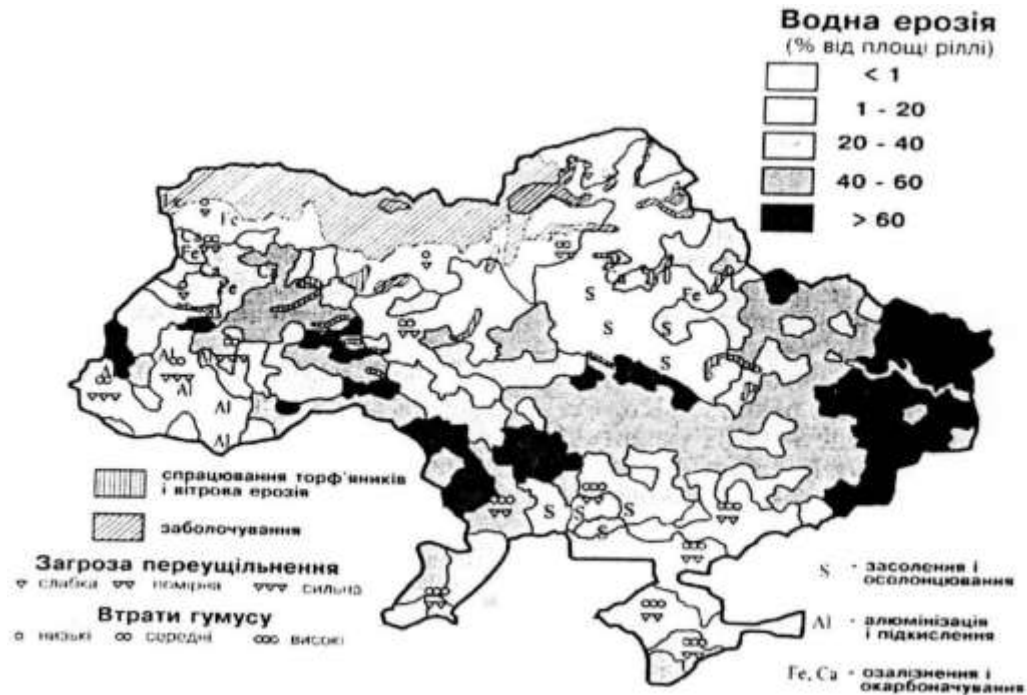 Водна ерозія
(% від площі ріллі)
< 1
1 - 20
20 - 40
40 - 60
> 60
Fe
Fe
Fe
S
Ca
Fe
S
S
S
Al
Al
Al
Al
S
S
S
S
спрацювання торф'яників
і вітрова ерозія
заболочування
Загроза переущільнення
слабка помірна сильна
Втрати гумусу
низькі середні високі
S - засолення і
осолонцювання
Al - алюмінізація
і підкислення
Fe, Ca - озалізнення і
окарбоначування